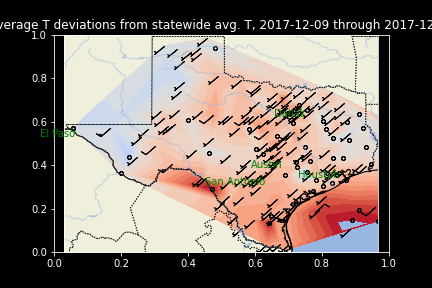 verage T deviations from statewide avg. T, 2017-12-09 through 2017-12
1.0
0.8
0.6
0.4
0.2
0.0
El Paso
Dallas
Austin
Houston
San Antonio
0.0 0.2 0.4 0.6 0.8 1.0